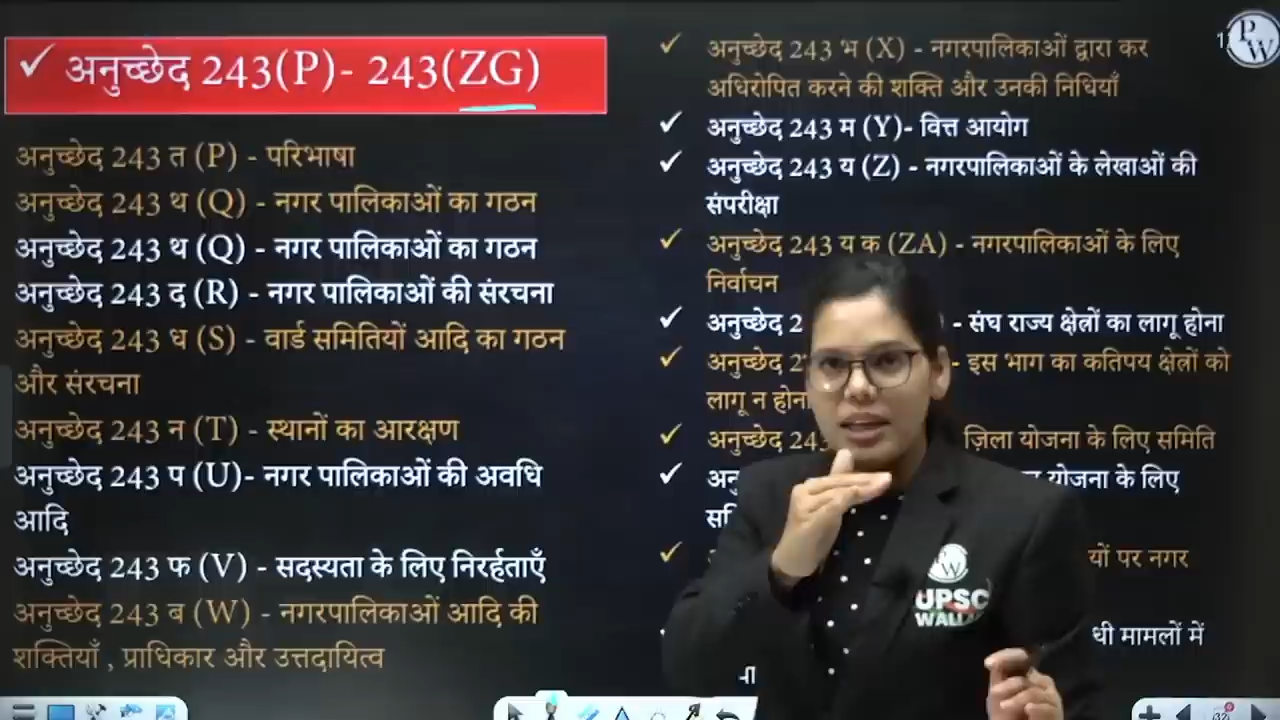 ✓ अनुच्छेद 243(P)- 243(ZG)
अनुच्छेद 243 त (P) - परिभाषा
अनुच्छेद 243 थ (Q) - नगर पालिकाओं का गठन
अनुच्छेद 243 थ (Q) - नगर पालिकाओं का गठन
अनुच्छेद 243 द (R) - नगर पालिकाओं की संरचना
अनुच्छेद 243 ध (S) - वार्ड समितियों आदि का गठन
और संरचना
अनुच्छेद 243 न (T) - स्थानों का आरक्षण
अनुच्छेद 243 प (U)- नगर पालिकाओं की अवधि
आदि
अनुच्छेद 243 फ (V) - सदस्यता के लिए निरर्हताएँ
अनुच्छेद 243 ब (W) - नगरपालिकाओं आदि की
शक्तियाँ , प्राधिकार और उत्तदायित्व
✓ अनुच्छेद 243 भ (X) - नगरपालिकाओं द्वारा कर
अधिरोपित करने की शक्ति और उनकी निधियाँ
✓ अनुच्छेद 243 म (Y)- वित्त आयोग
✓ अनुच्छेद 243 य (Z) - नगरपालिकाओं के लेखाओं की
संपरीक्षा
✓ अनुच्छेद 243 य क (ZA) - नगरपालिकाओं के लिए
निर्वाचन
✓ अनुच्छेद - संघ राज्य क्षेत्रों का लागू होना
✓ अनुच्छेद - इस भाग का कतिपय क्षेत्रों को
लागू न होना
✓ अनुच्छेद 243 ज़िला योजना के लिए समिति
✓ योजना के लिए
✓ पर नगर
मामलों में
PW
PW
UPSC
WALLAH